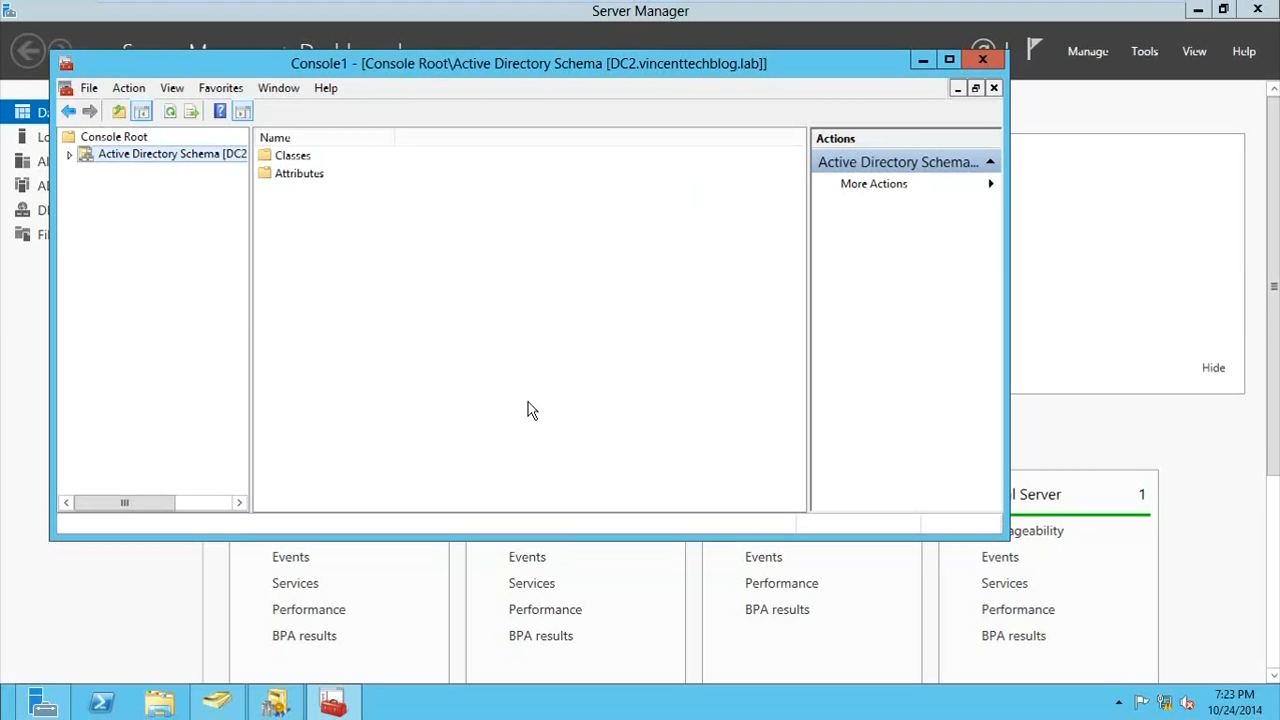 Server Manager
Manage
Tools
View
Help
Console1 - [Console Root\Active Directory Schema [DC2.vincenttechblog.lab]]
File
Action
View
Favorites
Window
Help
Console Root
Active Directory Schema [DC2
Name
Classes
Attributes
Actions
Active Directory Schema...
More Actions
Hide
l Server
1
ageability
Events
Events
Events
Events
Services
Services
Performance
Services
Performance
Performance
BPA results
Performance
BPA results
BPA results
BPA results
7:23 PM
10/24/2014